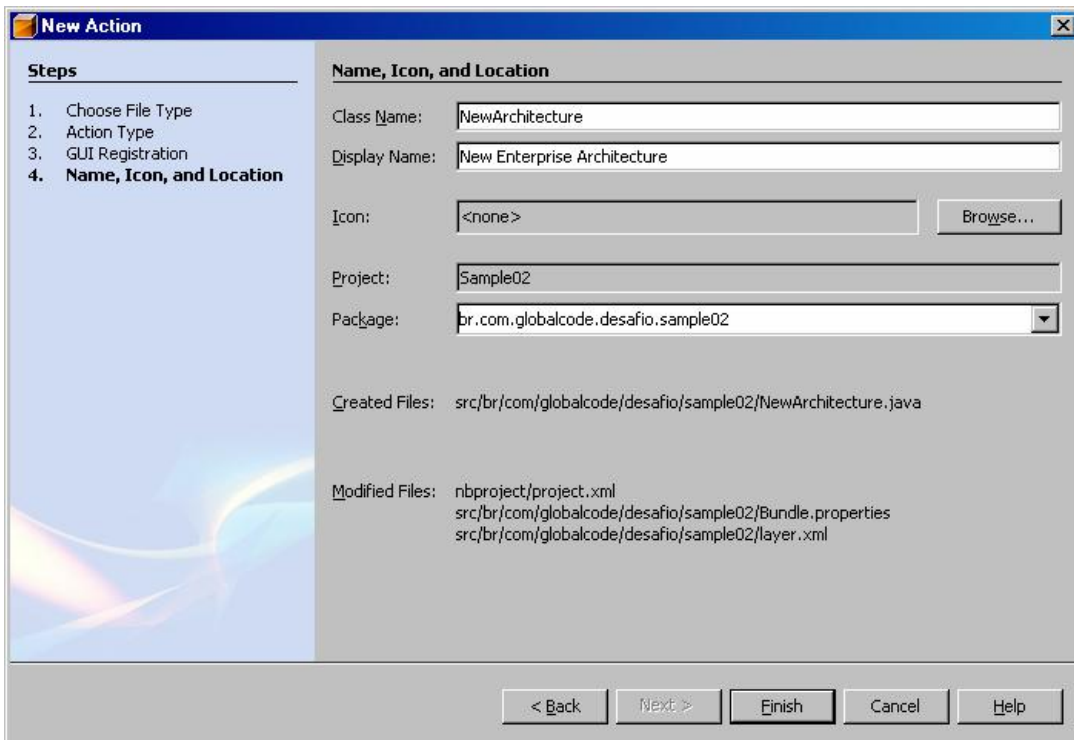 New Action
Steps
1. Choose File Type
2. Action Type
3. GUI Registration
4. Name, Icon, and Location
Name, Icon, and Location
Class Name: NewArchitecture
Display Name: New Enterprise Architecture
Icon: <none> Browse...
Project: Sample02
Package: br.com.globalcode.desafio.sample02
Created Files: src/br/com/globalcode/desafio/sample02/NewArchitecture.java
Modified Files: nbproject/project.xml
src/br/com/globalcode/desafio/sample02/Bundle.properties
src/br/com/globalcode/desafio/sample02/layer.xml
< Back Next > Finish Cancel Help